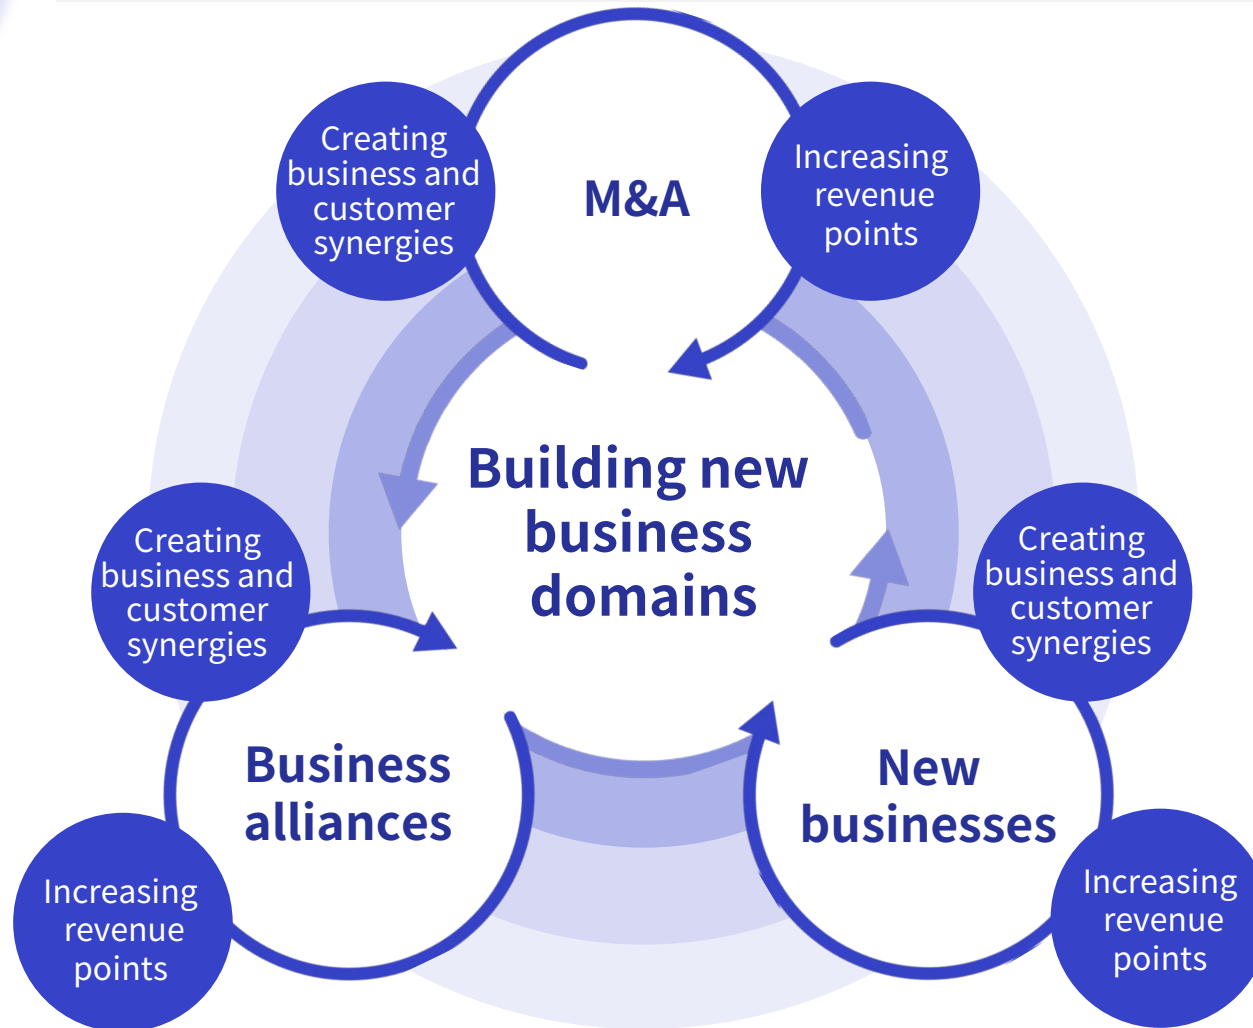 Creating
business and
customer
synergies
M&A
Increasing
revenue
points
Building new
business
domains
Creating
business and
customer
synergies
Creating
business and
customer
synergies
Business
alliances
New
businesses
Increasing
revenue
points
Increasing
revenue
points